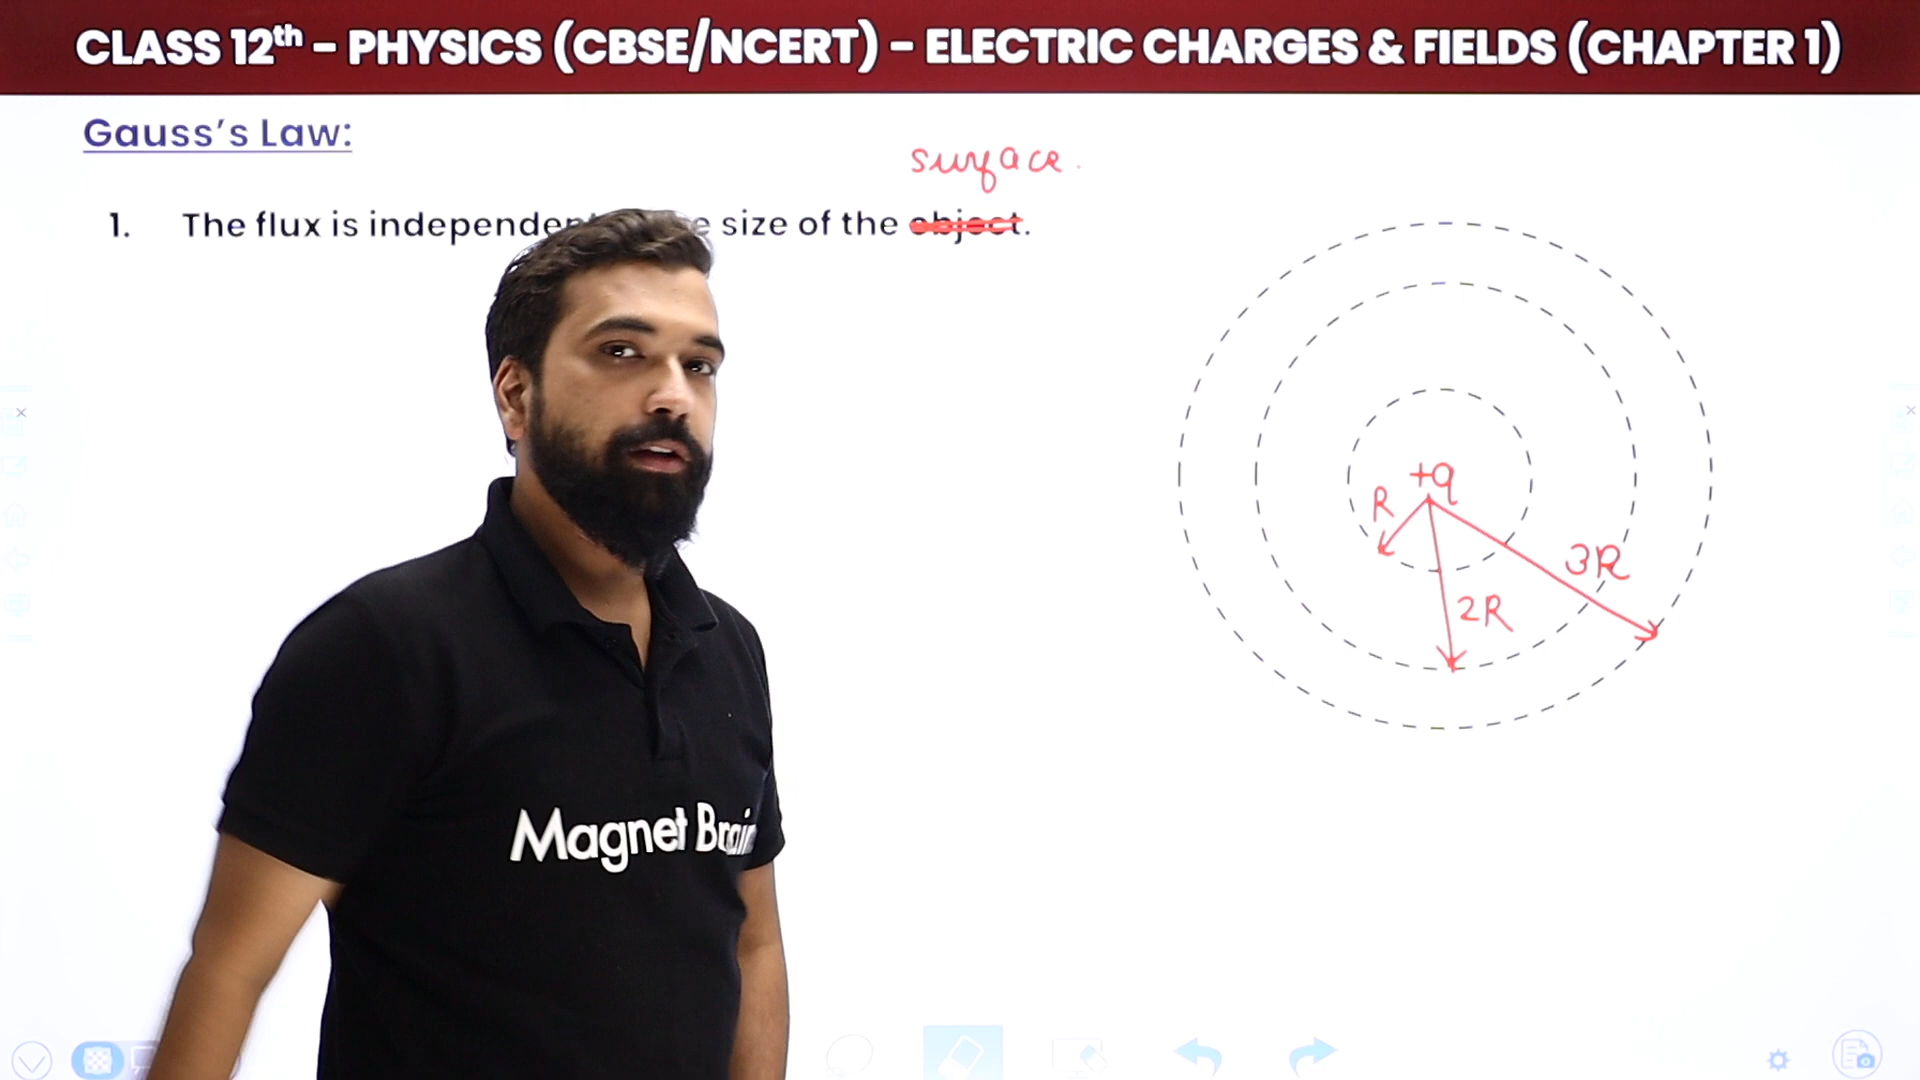 CLASS 12th – PHYSICS (CBSE/NCERT) – ELECTRIC CHARGES & FIELDS (CHAPTER 1)
Gauss's Law:
surface.
1. The flux is independen e size of the object.
+q
R
3R
2R
Magnet Brain